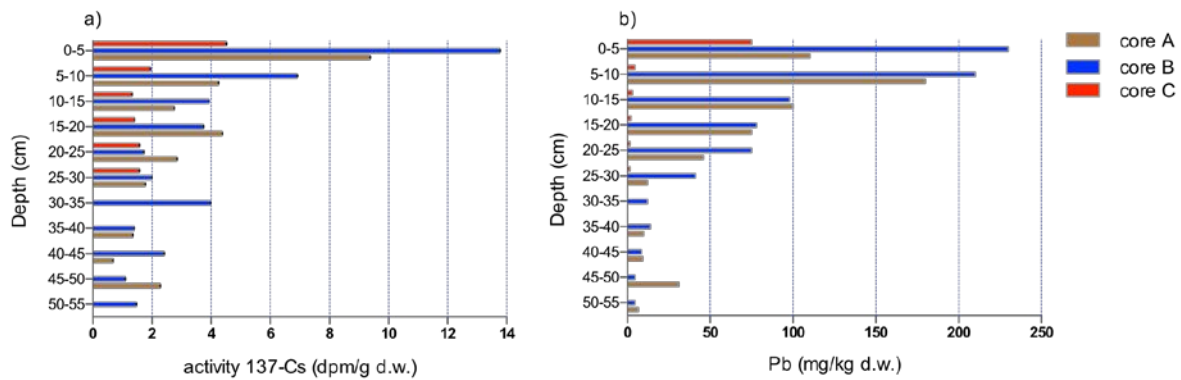 a)
Depth (cm)
0-5
5-10
10-15
15-20
20-25
25-30
30-35
35-40
40-45
45-50
50-55
0 2 4 6 8 10 12 14
activity 137-Cs (dpm/g d.w.)
b)
Depth (cm)
0-5
5-10
10-15
15-20
20-25
25-30
30-35
35-40
40-45
45-50
50-55
0 50 100 150 200 250
Pb (mg/kg d.w.)
core A
core B
core C